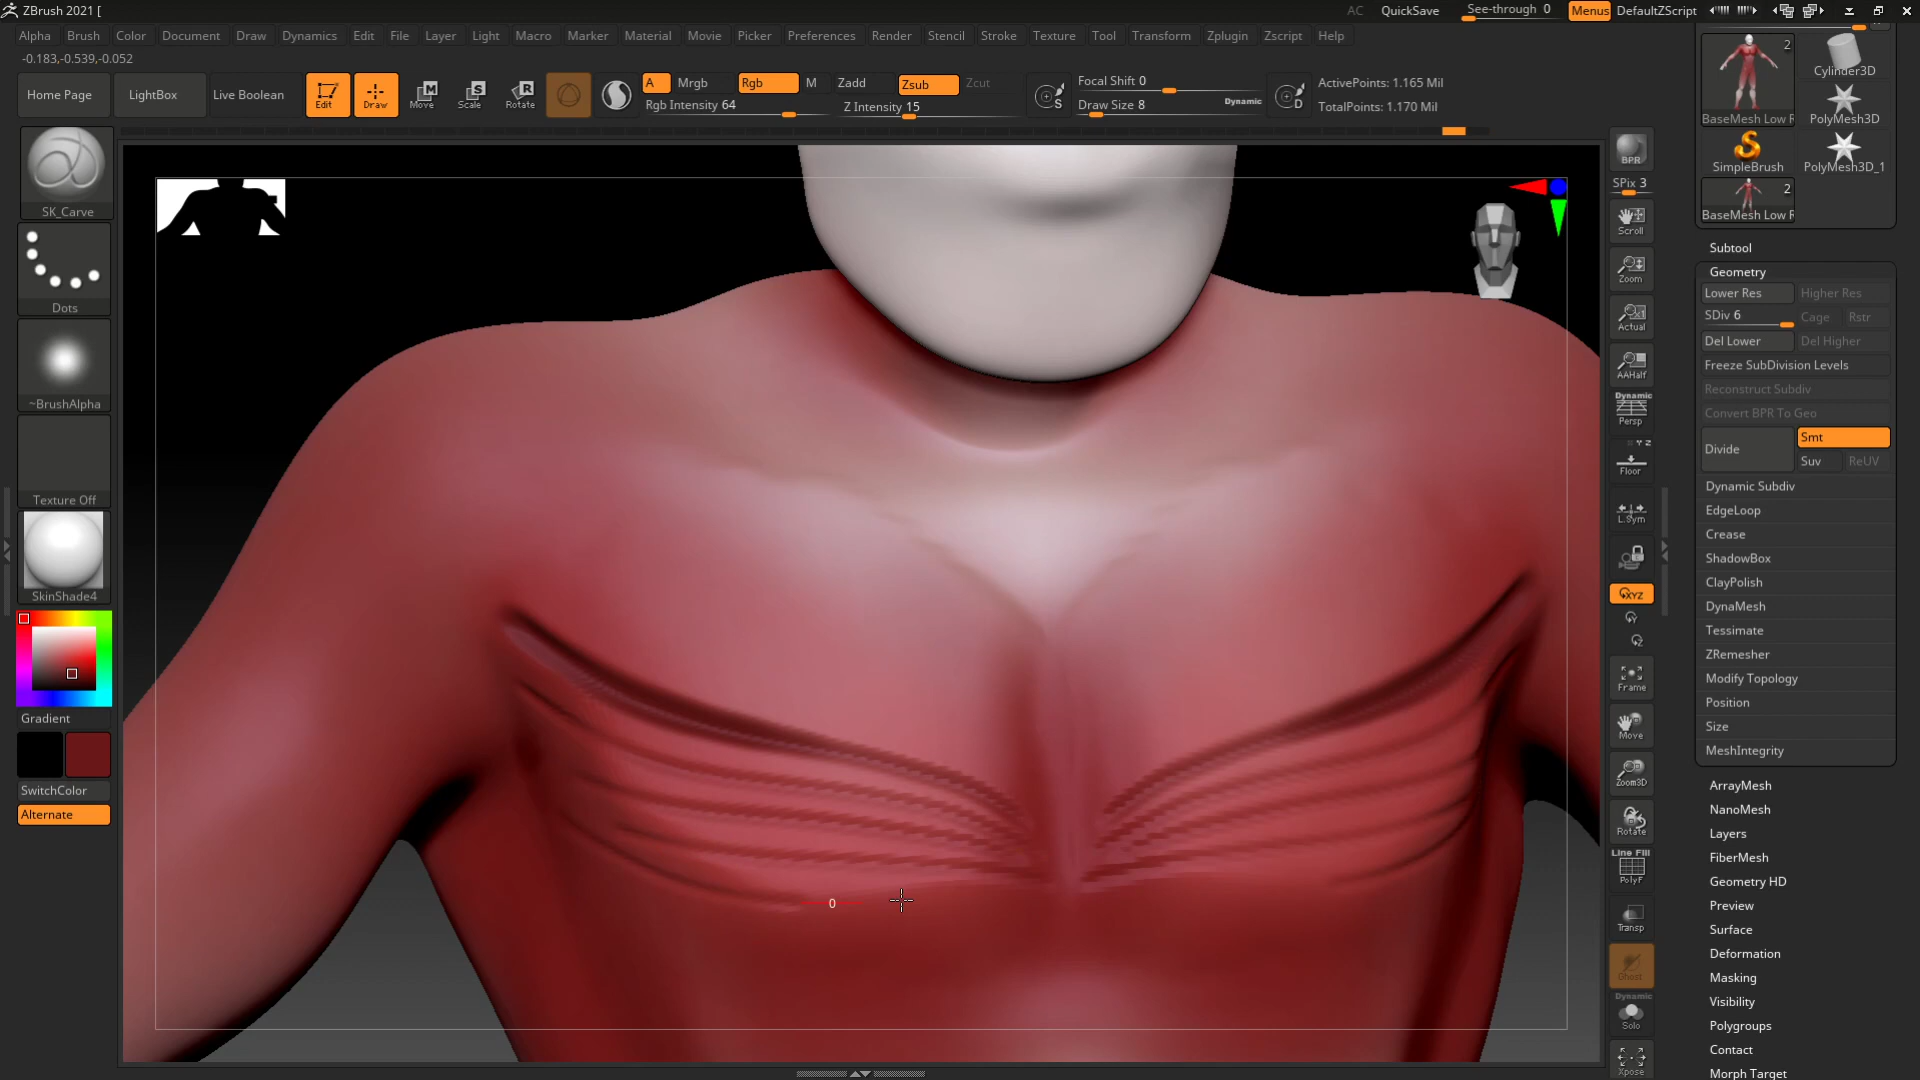 ZBrush 2021 [
AC QuickSave See-through 0 Menus DefaultZScript
Alpha Brush Color Document Draw Dynamics Edit File Layer Light Macro Marker Material Movie Picker Preferences Render Stencil Stroke Texture Tool Transform Zplugin Zscript Help
-0.183,-0.539,-0.052
Home Page LightBox Live Boolean Edit Draw Move Scale Rotate
A Mrgb Rgb M Zadd Zsub Zcut
Rgb Intensity 64 Z Intensity 15
Focal Shift 0
Draw Size 8 Dynamic
ActivePoints: 1.165 Mil
TotalPoints: 1.170 Mil
SK_Carve
Dots
~BrushAlpha
Texture Off
SkinShade4
Gradient
SwitchColor
Alternate
0
BPR
SPix 3
Scroll
Zoom
Actual
AAHalf
Dynamic
Persp
Floor
L.Sym
XYZ
Frame
Move
Zoom3D
Rotate
Line Fill
PolyF
Transp
Ghost
Dynamic
Solo
Xpose
2
Cylinder3D
BaseMesh Low R PolyMesh3D
SimpleBrush PolyMesh3D_1
2
BaseMesh Low R
Subtool
Geometry
Lower Res Higher Res
SDiv 6 Cage Rstr
Del Lower Del Higher
Freeze SubDivision Levels
Reconstruct Subdiv
Convert BPR To Geo
Divide Smt
Suv ReUV
Dynamic Subdiv
EdgeLoop
Crease
ShadowBox
ClayPolish
DynaMesh
Tessimate
ZRemesher
Modify Topology
Position
Size
MeshIntegrity
ArrayMesh
NanoMesh
Layers
FiberMesh
Geometry HD
Preview
Surface
Deformation
Masking
Visibility
Polygroups
Contact
Morph Target